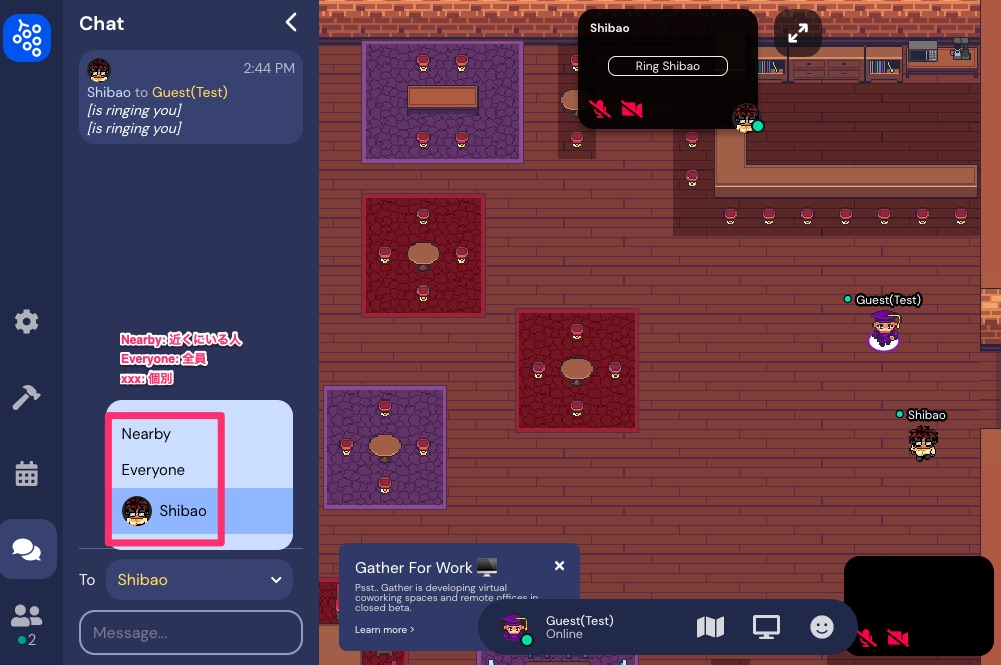 Chat
2:44 PM
Shibao to Guest(Test)
[is ringing you]
[is ringing you]
Nearby: 近くにいる人
Everyone: 全員
xxx: 個別
Nearby
Everyone
Shibao
To
Shibao
Message...
2
Shibao
Ring Shibao
Guest(Test)
Shibao
Gather For Work
Psst.. Gather is developing virtual
coworking spaces and remote offices in
closed beta.
Learn more >
Guest(Test)
Online